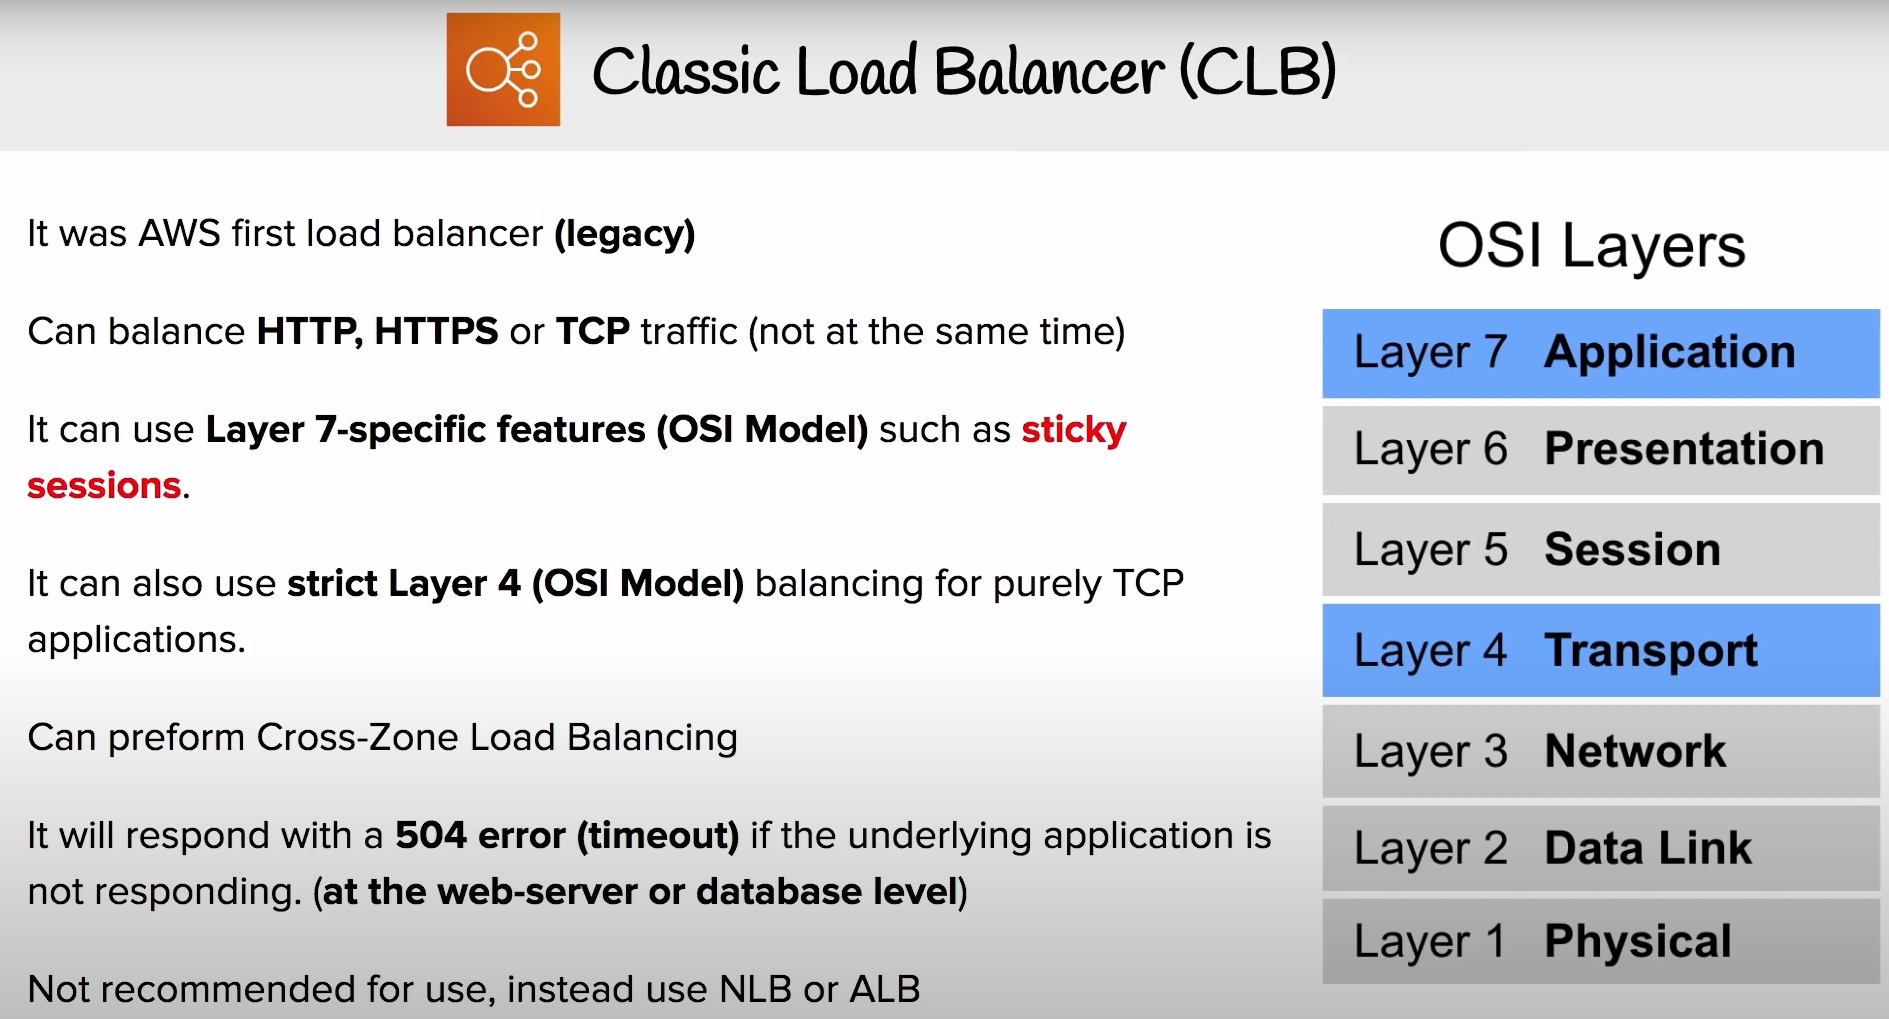 Classic Load Balancer (CLB)
It was AWS first load balancer (legacy)
Can balance HTTP, HTTPS or TCP traffic (not at the same time)
It can use Layer 7-specific features (OSI Model) such as sticky
sessions.
It can also use strict Layer 4 (OSI Model) balancing for purely TCP
applications.
Can preform Cross-Zone Load Balancing
It will respond with a 504 error (timeout) if the underlying application is
not responding. (at the web-server or database level)
Not recommended for use, instead use NLB or ALB
OSI Layers
Layer 7 Application
Layer 6 Presentation
Layer 5 Session
Layer 4 Transport
Layer 3 Network
Layer 2 Data Link
Layer 1 Physical